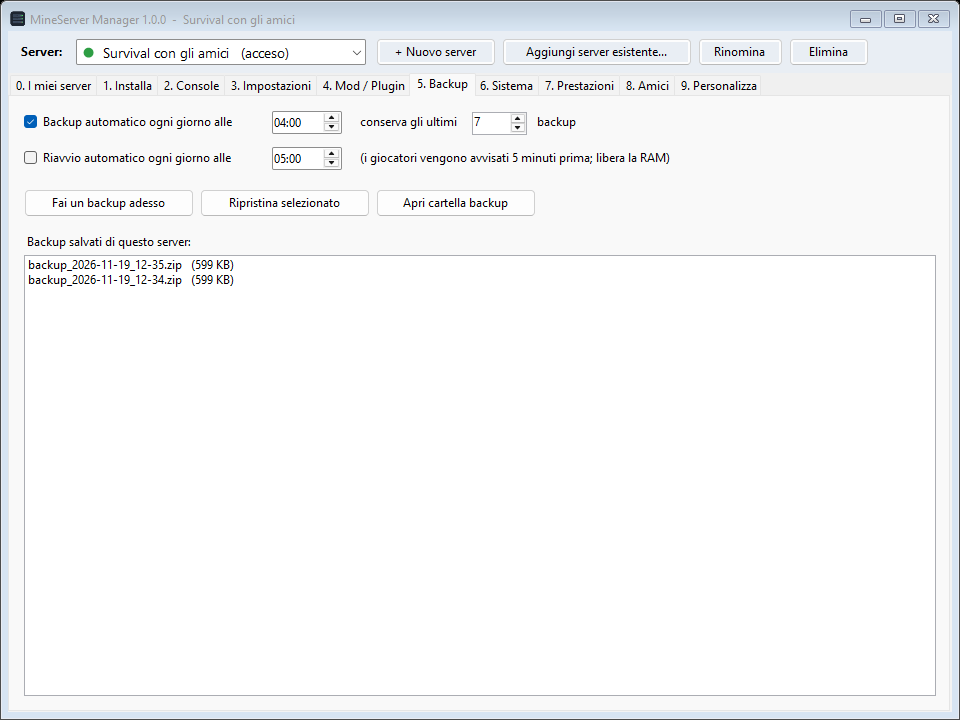 MineServer Manager 1.0.0 - Survival con gli amici
Server: Survival con gli amici (acceso) + Nuovo server Aggiungi server esistente... Rinomina Elimina
0. I miei server 1. Installa 2. Console 3. Impostazioni 4. Mod / Plugin 5. Backup 6. Sistema 7. Prestazioni 8. Amici 9. Personalizza
Backup automatico ogni giorno alle 04:00 conserva gli ultimi 7 backup
Riavvio automatico ogni giorno alle 05:00 (i giocatori vengono avvisati 5 minuti prima; libera la RAM)
Fai un backup adesso Ripristina selezionato Apri cartella backup
Backup salvati di questo server:
backup_2026-11-19_12-35.zip (599 KB)
backup_2026-11-19_12-34.zip (599 KB)